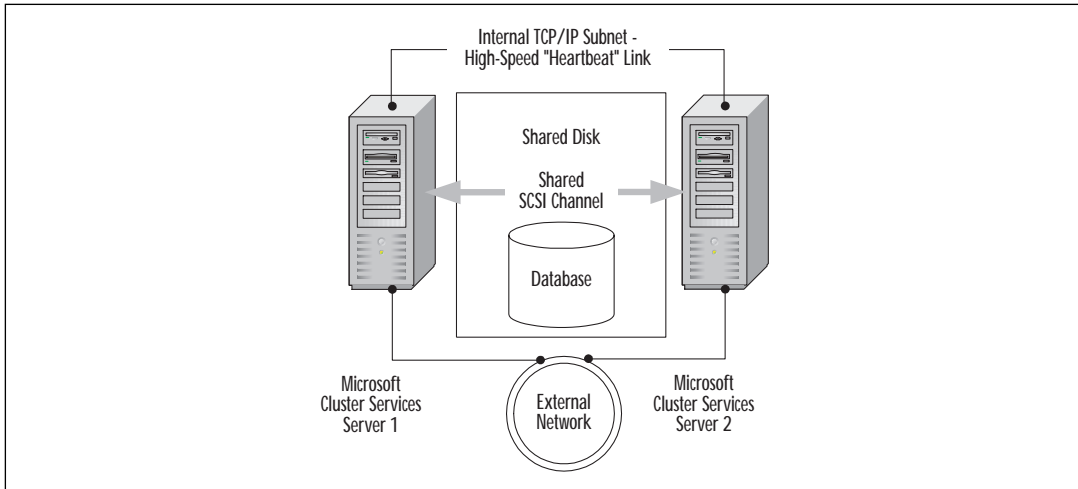 Internal TCP/IP Subnet -
High-Speed "Heartbeat" Link
Shared Disk
Shared
SCSI Channel
Database
Microsoft
Cluster Services
Server 1
External
Network
Microsoft
Cluster Services
Server 2